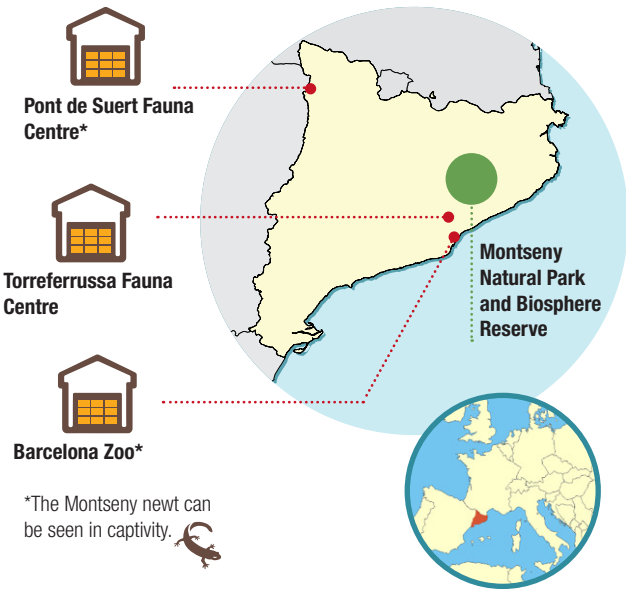 Pont de Suert Fauna
Centre*
Torreferrussa Fauna
Centre
Montseny
Natural Park
and Biosphere
Reserve
Barcelona Zoo*
*The Montseny newt can
be seen in captivity.